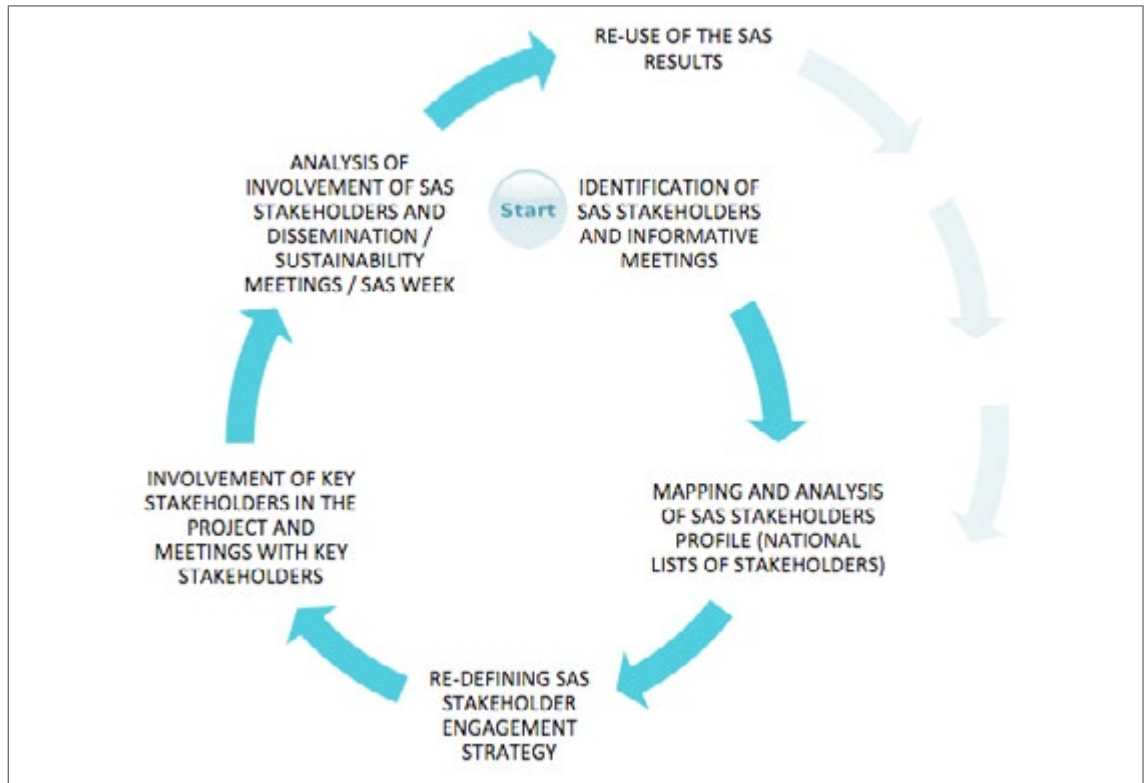 RE-USE OF THE SAS
RESULTS
Start
IDENTIFICATION OF
SAS STAKEHOLDERS
AND INFORMATIVE
MEETINGS
MAPPING AND ANALYSIS
OF SAS STAKEHOLDERS
PROFILE (NATIONAL
LISTS OF STAKEHOLDERS)
RE-DEFINING SAS
STAKEHOLDER
ENGAGEMENT
STRATEGY
INVOLVEMENT OF KEY
STAKEHOLDERS IN THE
PROJECT AND
MEETINGS WITH KEY
STAKEHOLDERS
ANALYSIS OF
INVOLVEMENT OF SAS
STAKEHOLDERS AND
DISSEMINATION /
SUSTAINABILITY
MEETINGS / SAS WEEK